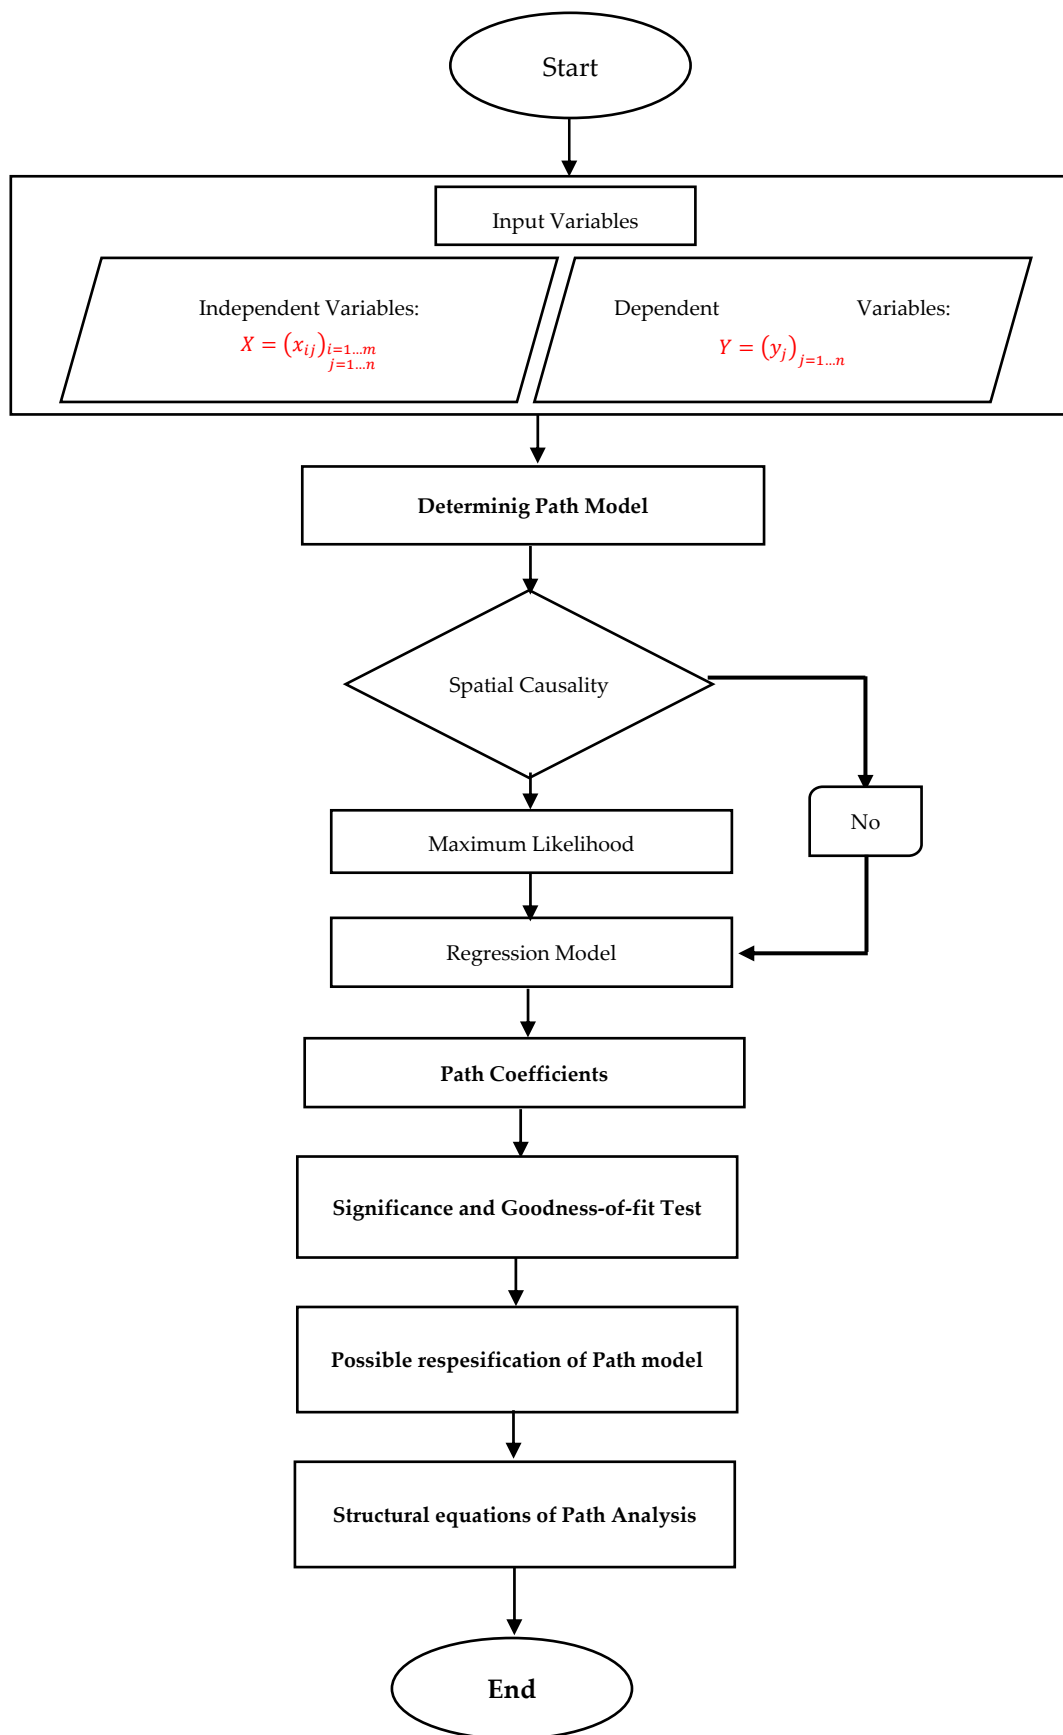 Start
Input Variables
Independent Variables:
X = (x_{ij})_{i=1…m
j=1…n}
Dependent Variables:
Y = (y_j)_{j=1…n}
Determinig Path Model
Spatial Causality
No
Maximum Likelihood
Regression Model
Path Coefficients
Significance and Goodness-of-fit Test
Possible respesification of Path model
Structural equations of Path Analysis
End